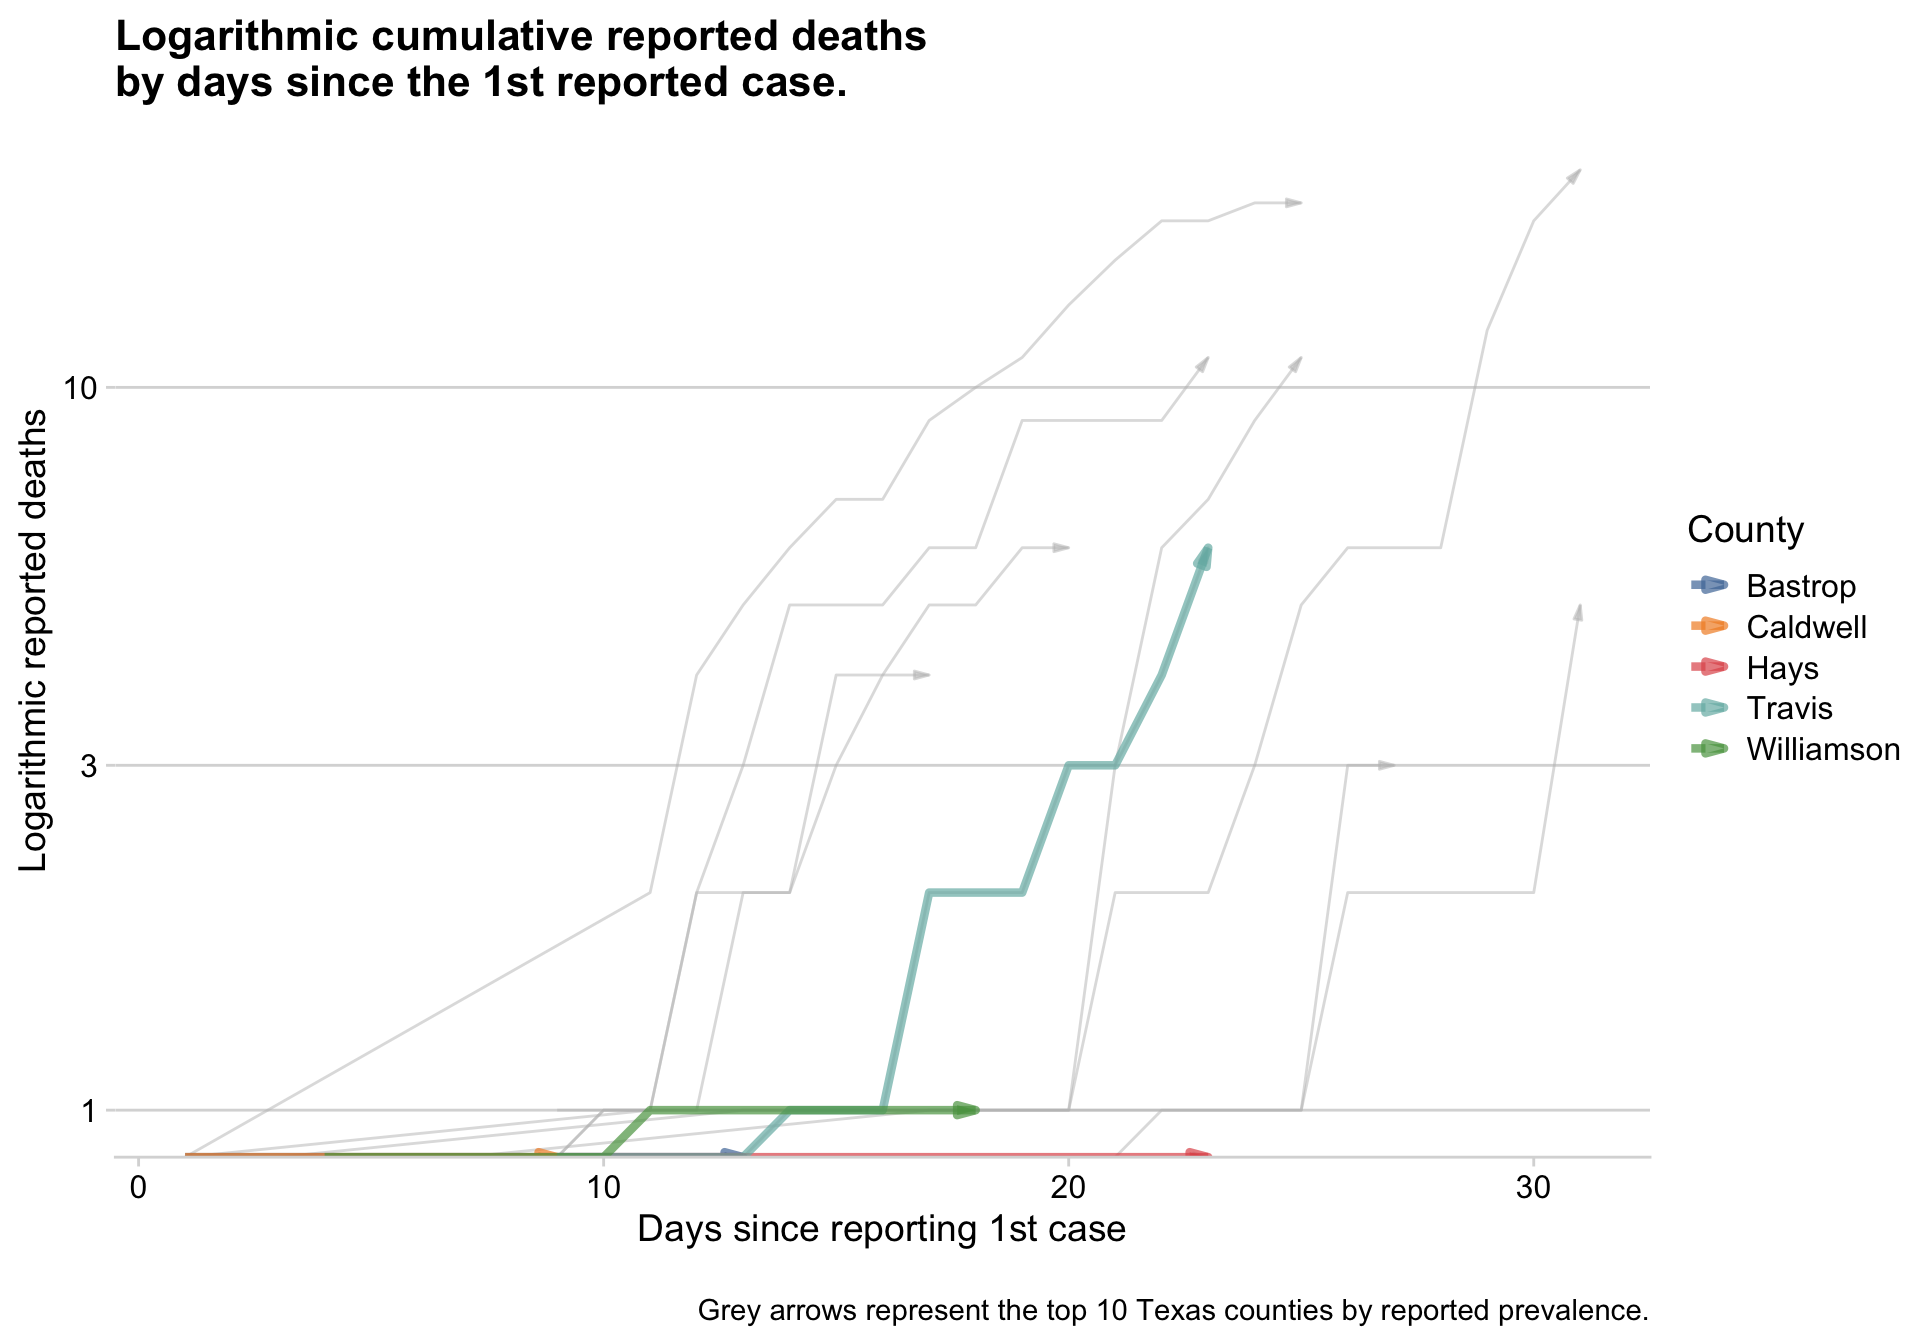 Logarithmic cumulative reported deaths
by days since the 1st reported case.
Logarithmic reported deaths
10
3
1
0
10
20
30
Days since reporting 1st case
County
Bastrop
Caldwell
Hays
Travis
Williamson
Grey arrows represent the top 10 Texas counties by reported prevalence.